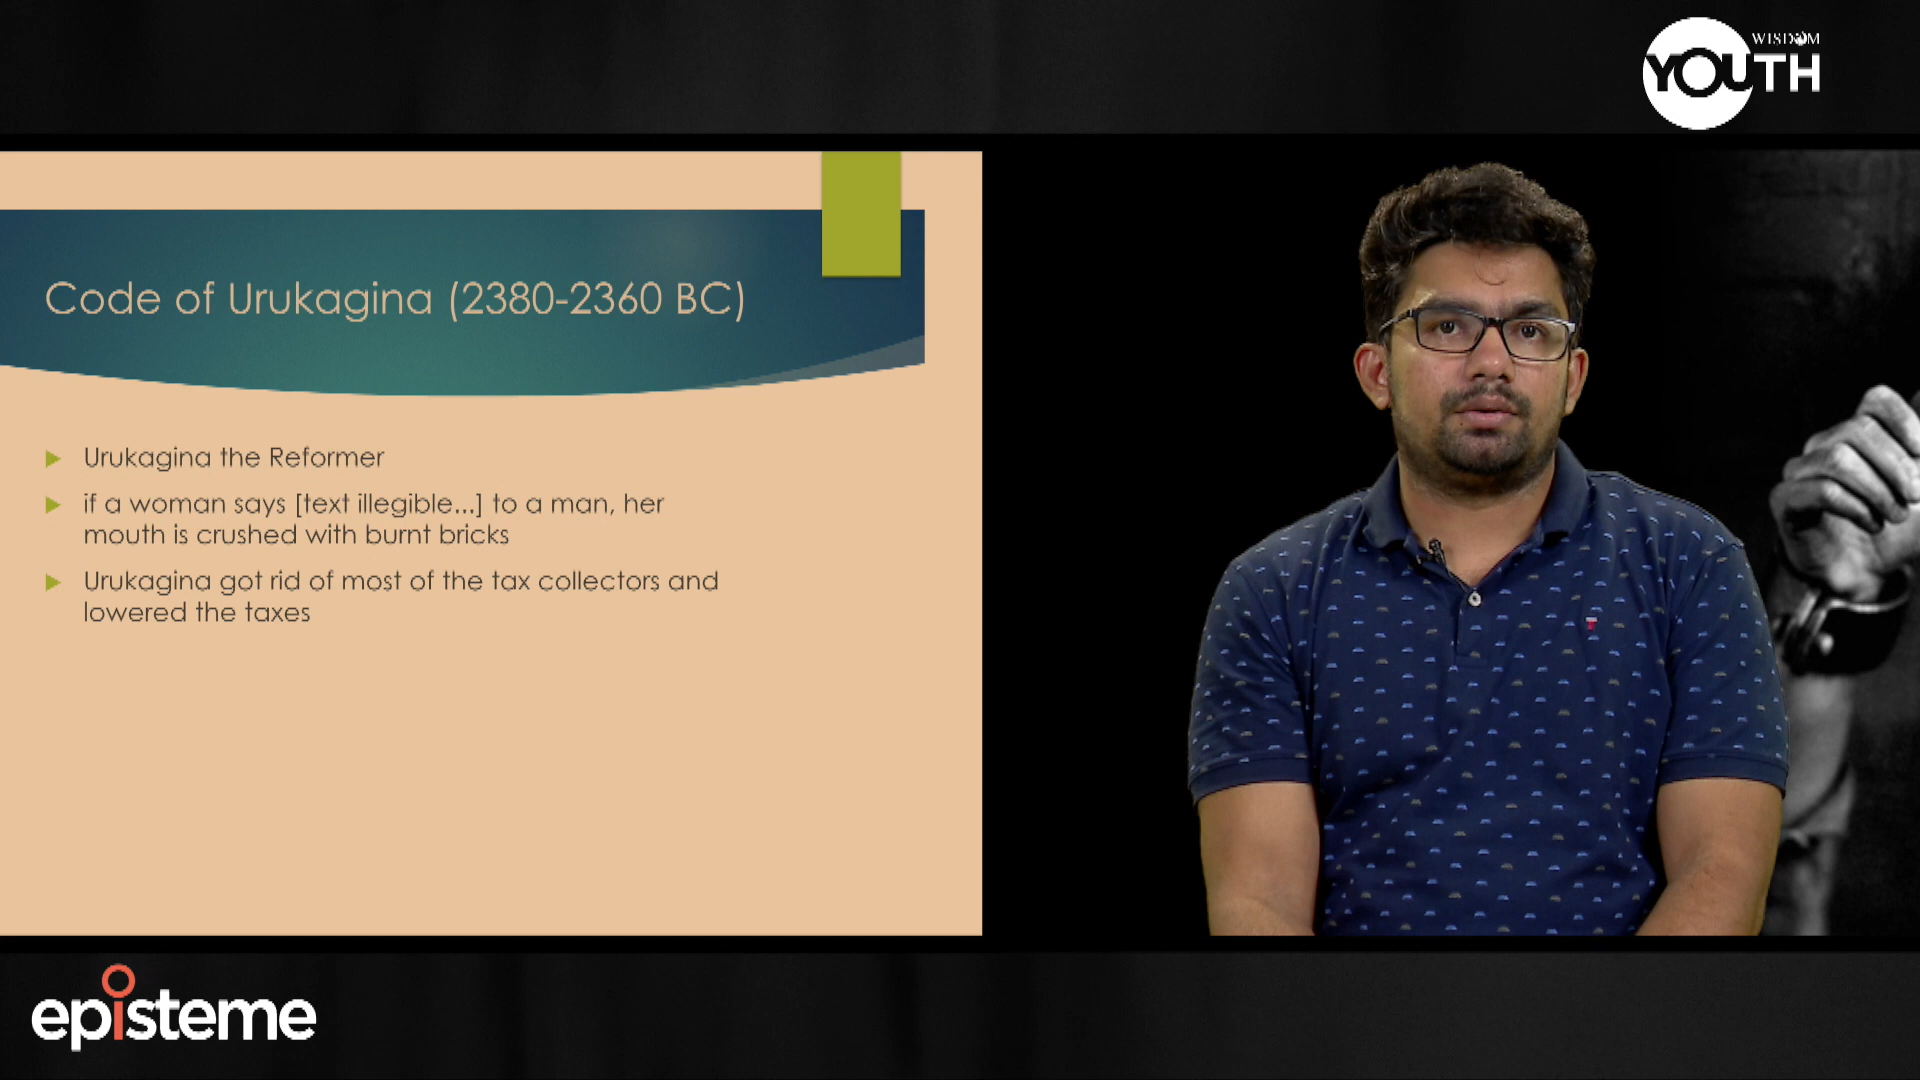 WISDOM
YOUTH
Code of Urukagina (2380-2360 BC)
Urukagina the Reformer
if a woman says [text illegible...] to a man, her
mouth is crushed with burnt bricks
Urukagina got rid of most of the tax collectors and
lowered the taxes
episteme